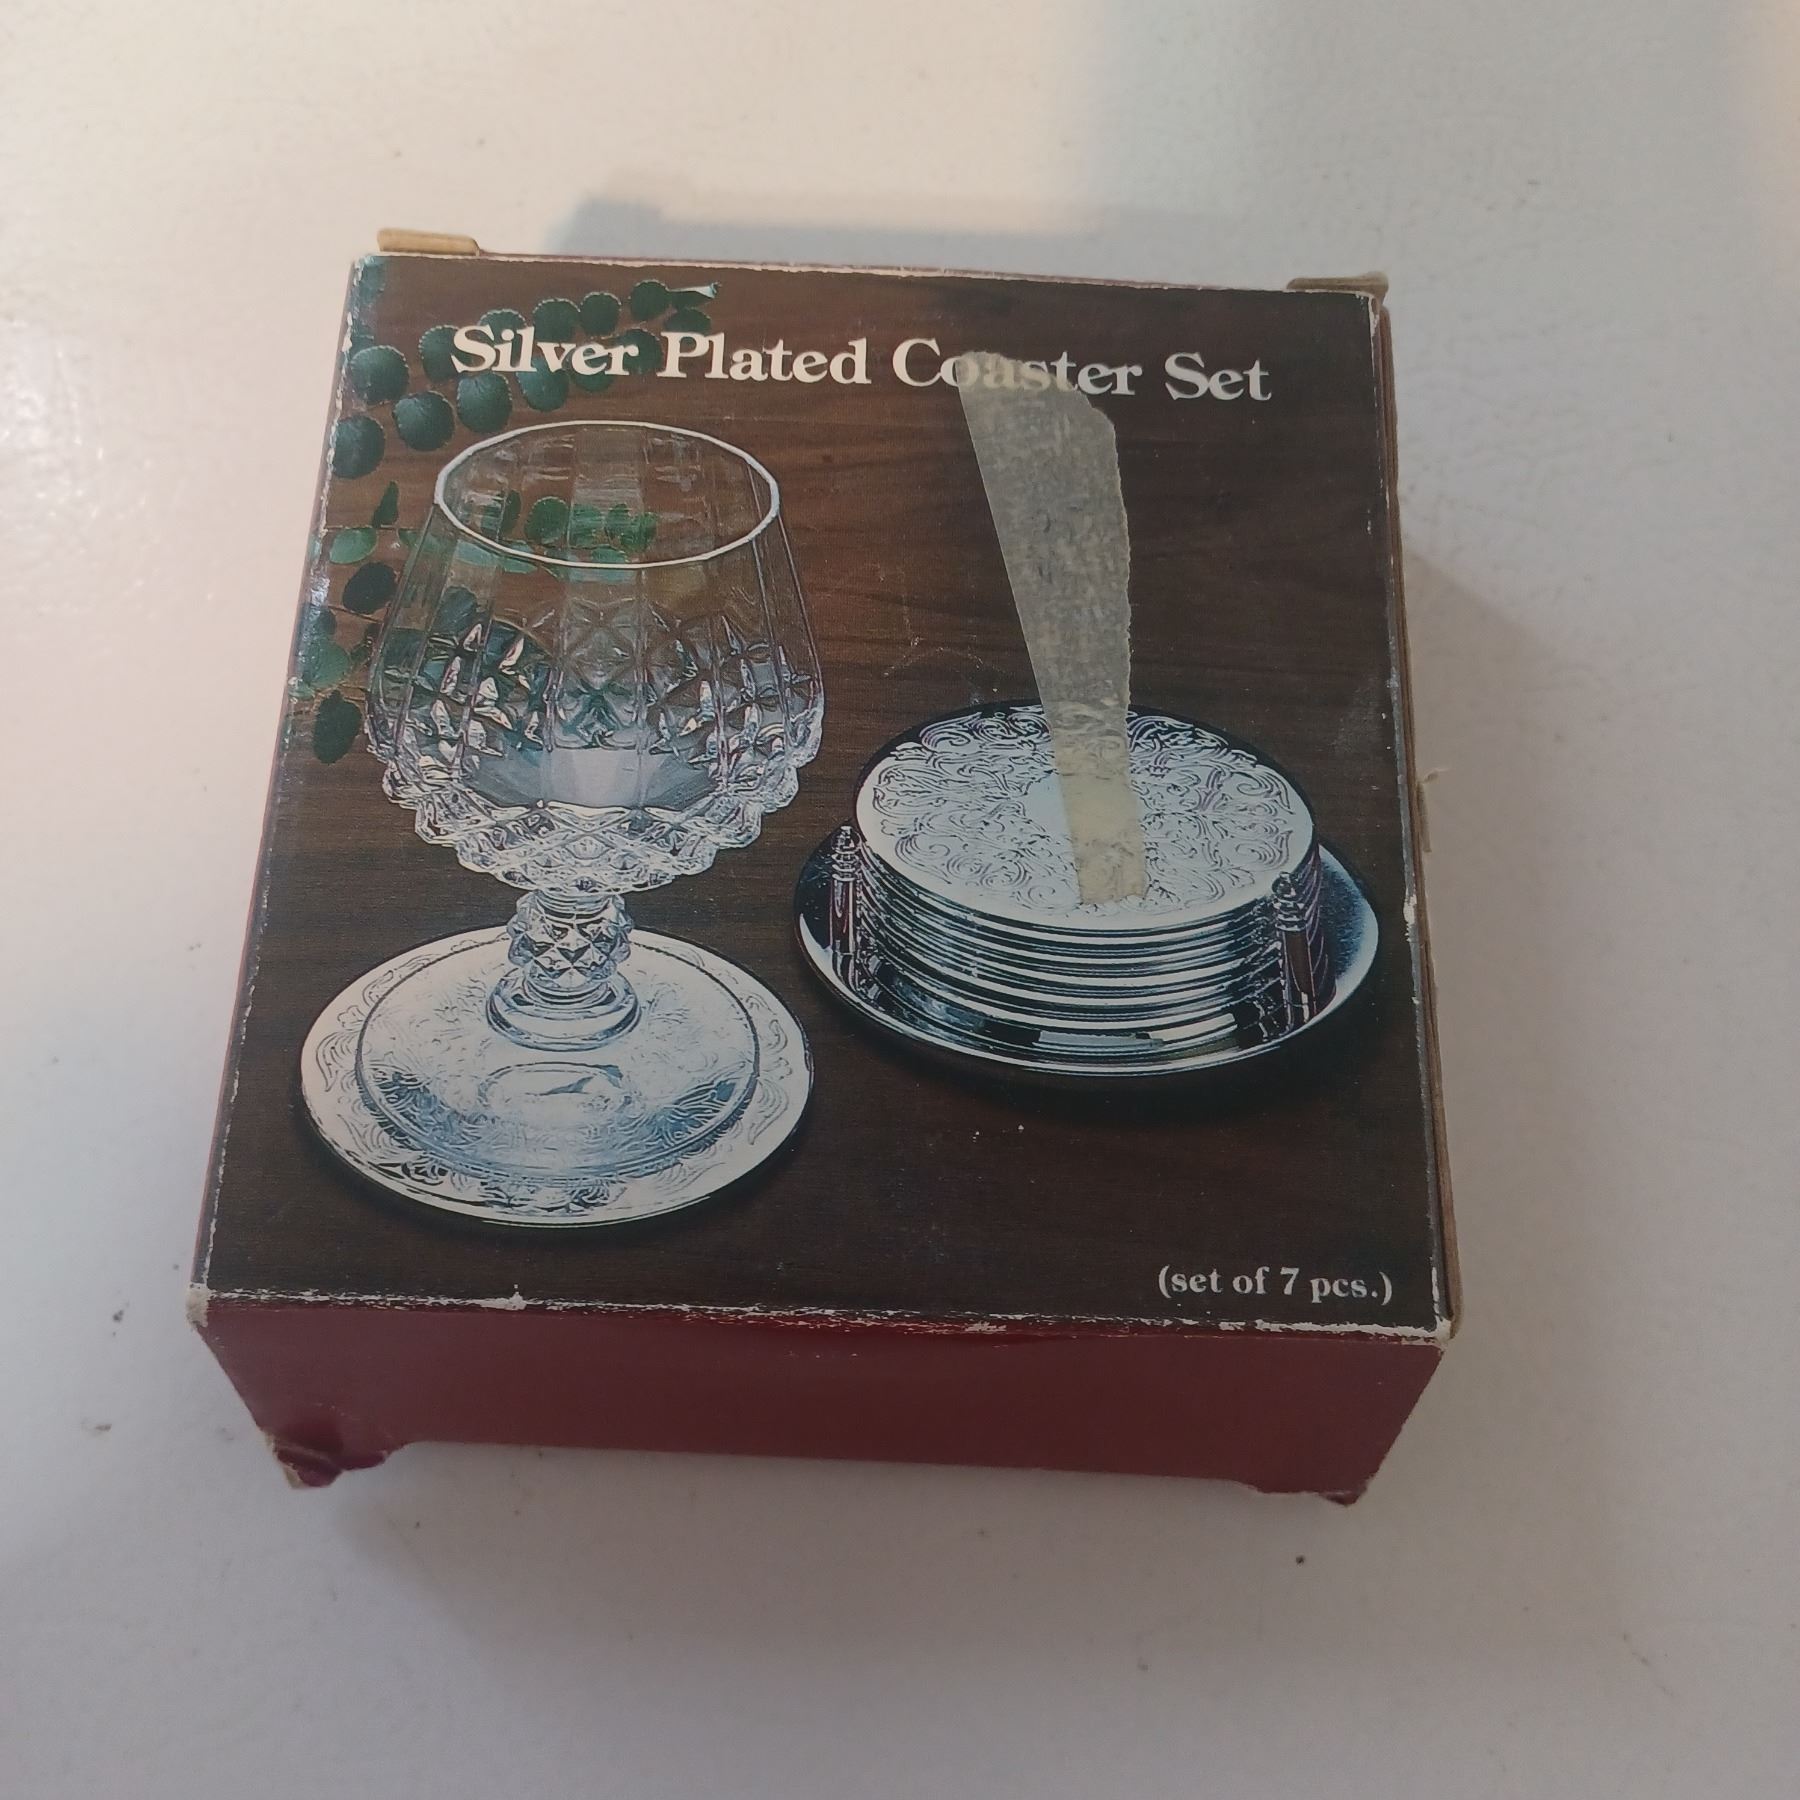 Silver Plated Coaster Set
(set of 7 pcs.)